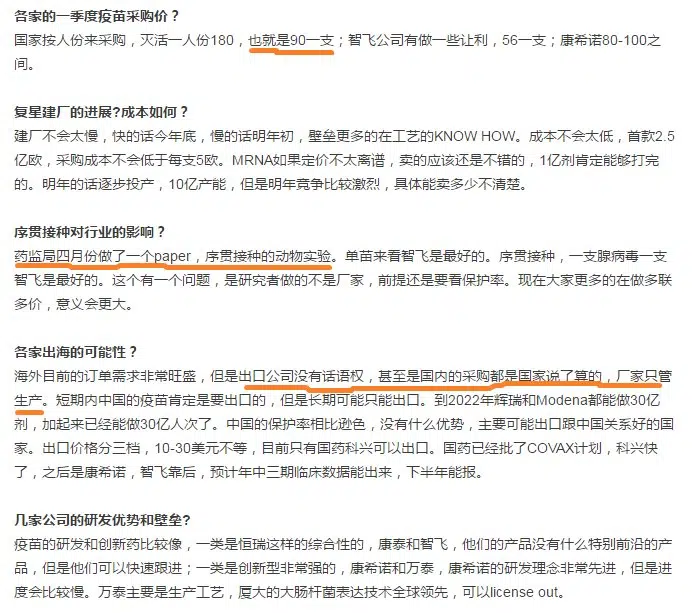 各家的一季度疫苗采购价？
国家按人份来采购，灭活一人份180，也就是90一支；智飞公司有做一些让利，56一支；康希诺80-100之
间。
复星建厂的进展?成本如何？
建厂不会太慢，快的话今年底，慢的话明年初，壁垒更多的在工艺的KNOW HOW。成本不会太低，首款2.5
亿欧，采购成本不会低于每支5欧。MRNA如果定价不太离谱，卖的应该还是不错的，1亿剂肯定能够打完
的。明年的话逐步投产，10亿产能，但是明年竞争比较激烈，具体能卖多少不清楚。
序贯接种对行业的影响？
药监局四月份做了一个paper，序贯接种的动物实验。单苗来看智飞是最好的。序贯接种，一支腺病毒一支
智飞是最好的。这个有一个问题，是研究者做的不是厂家，前提还是要看保护率。现在大家更多的在做多联
多价，意义会更大。
各家出海的可能性？
海外目前的订单需求非常旺盛，但是出口公司没有话语权，甚至是国内的采购都是国家说了算的，厂家只管
生产。短期内中国的疫苗肯定是要出口的，但是长期可能只能出口。到2022年辉瑞和Modena都能做30亿
剂，加起来已经能做30亿人次了。中国的保护率相比逊色，没有什么优势，主要可能出口跟中国关系好的国
家。出口价格分三档，10-30美元不等，目前只有国药科兴可以出口。国药已经批了COVAX计划，科兴快
了，之后是康希诺，智飞靠后，预计年中三期临床数据能出来，下半年能报。
几家公司的研发优势和壁垒?
疫苗的研发和创新药比较像，一类是恒瑞这样的综合性的，康泰和智飞，他们的产品没有什么特别前沿的产
品，但是他们可以快速跟进；一类是创新型非常强的，康希诺和万泰，康希诺的研发理念非常先进，但是进
度会比较慢。万泰主要是生产工艺，厦大的大肠杆菌表达技术全球领先，可以license out。